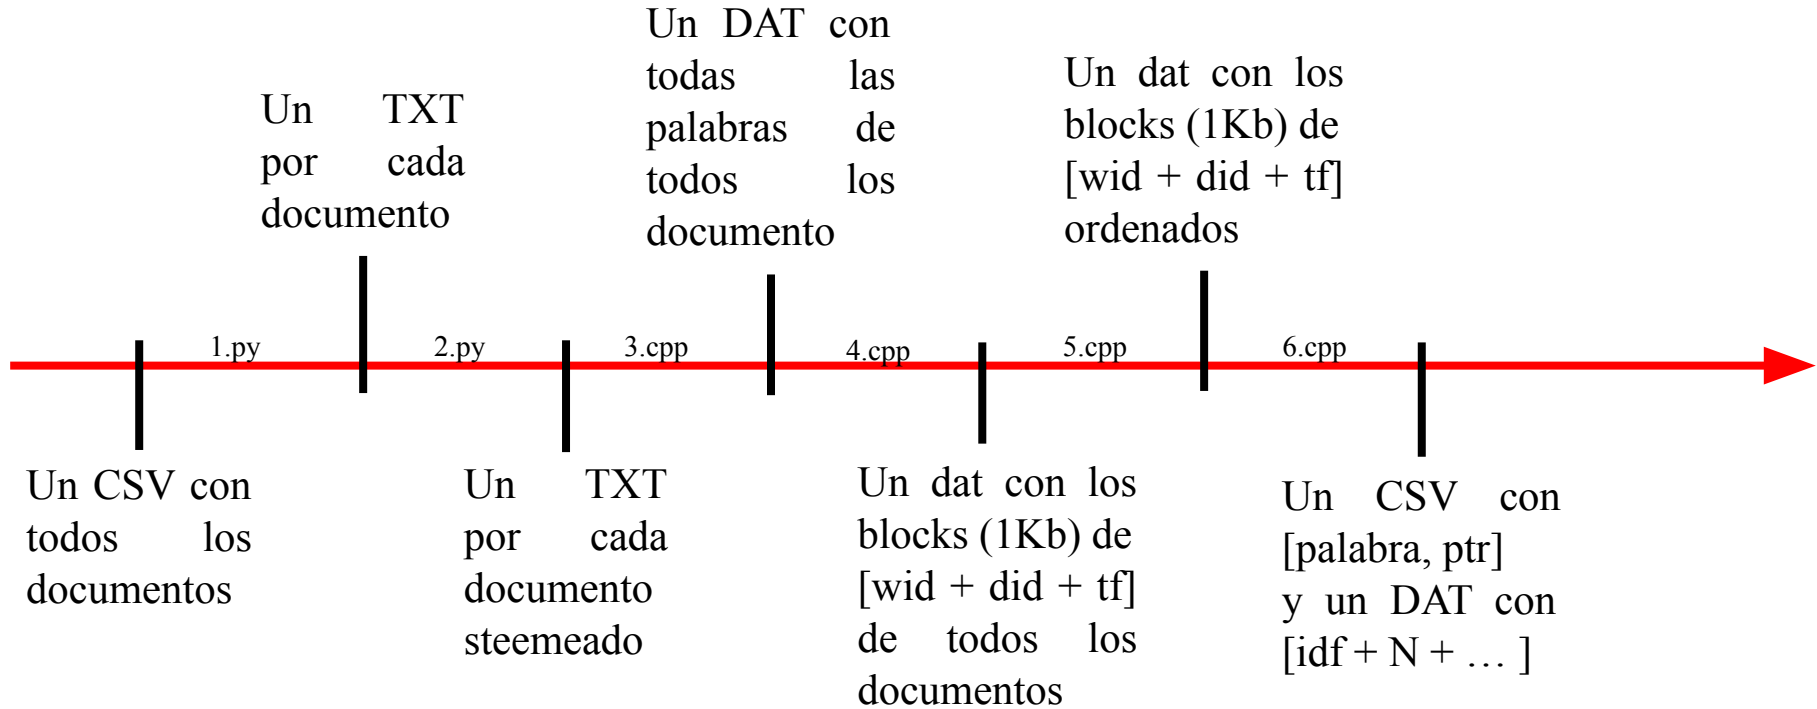 Un DAT con
todas las
palabras de
todos los
documento
Un dat con los
blocks (1Kb) de
[wid + did + tf]
ordenados
Un TXT
por cada
documento
1.py
2.py
3.cpp
4.cpp
5.cpp
6.cpp
Un CSV con
todos los
documentos
Un TXT
por cada
documento
steemeado
Un dat con los
blocks (1Kb) de
[wid + did + tf]
de todos los
documentos
Un CSV con
[palabra, ptr]
y un DAT con
[idf + N + … ]